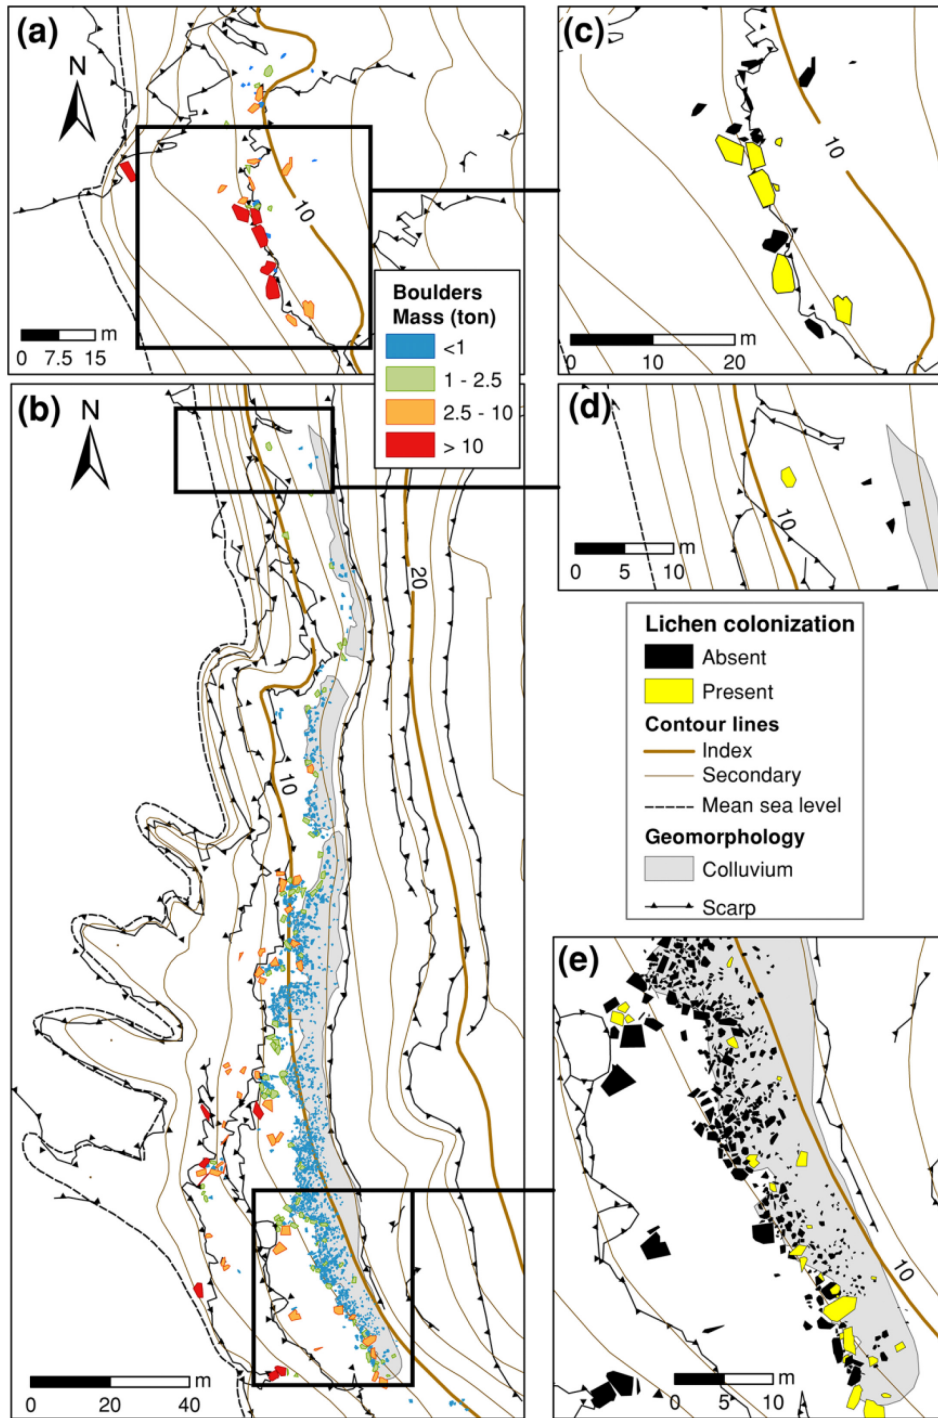 (a)
N
10
m
0 7.5 15
Boulders
Mass (ton)
<1
1 - 2.5
2.5 - 10
> 10
(b)
N
20
10
m
0 20 40
(c)
10
m
0 10 20
(d)
10
m
0 5 10
Lichen colonization
Absent
Present
Contour lines
Index
Secondary
Mean sea level
Geomorphology
Colluvium
Scarp
(e)
10
m
0 5 10